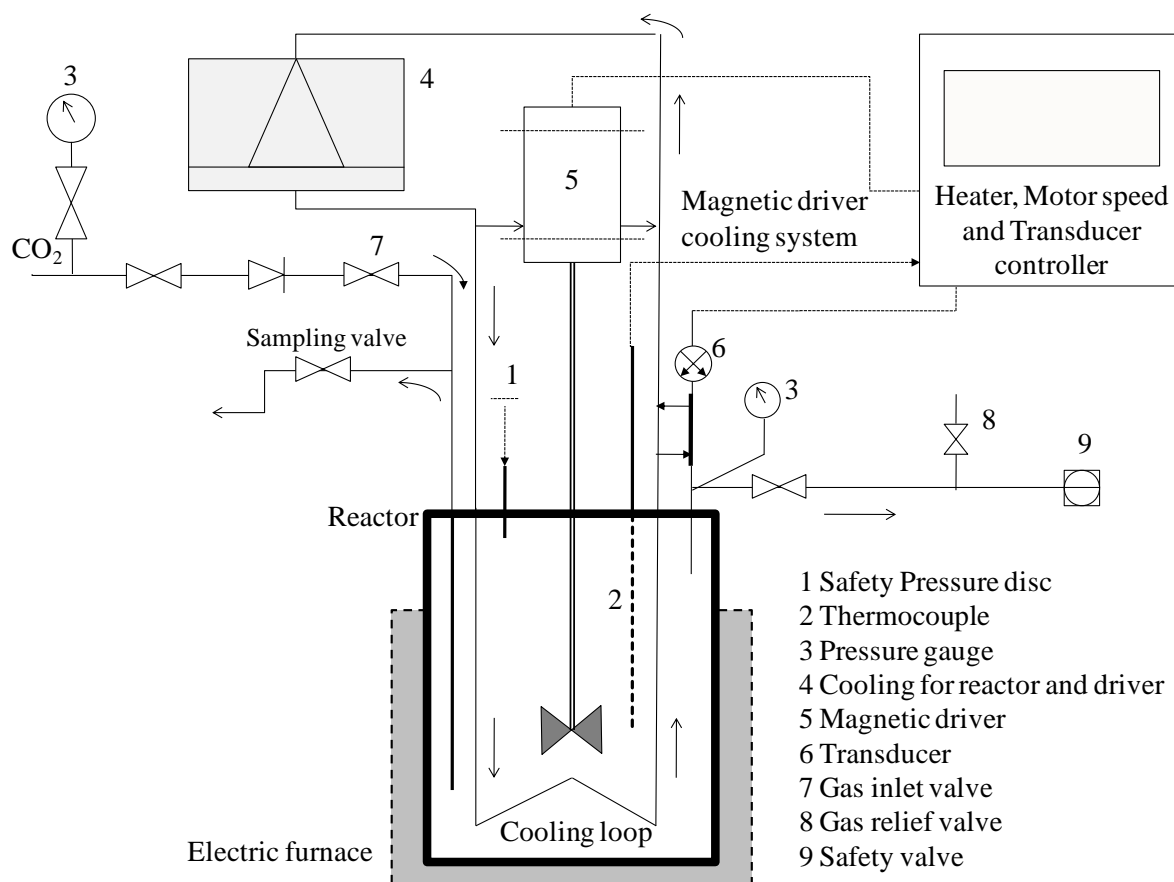 3
4
CO₂
7
5
Magnetic driver
cooling system
Heater, Motor speed
and Transducer
controller
Sampling valve
1
6
3
8
9
Reactor
2
Cooling loop
Electric furnace
1 Safety Pressure disc
2 Thermocouple
3 Pressure gauge
4 Cooling for reactor and driver
5 Magnetic driver
6 Transducer
7 Gas inlet valve
8 Gas relief valve
9 Safety valve